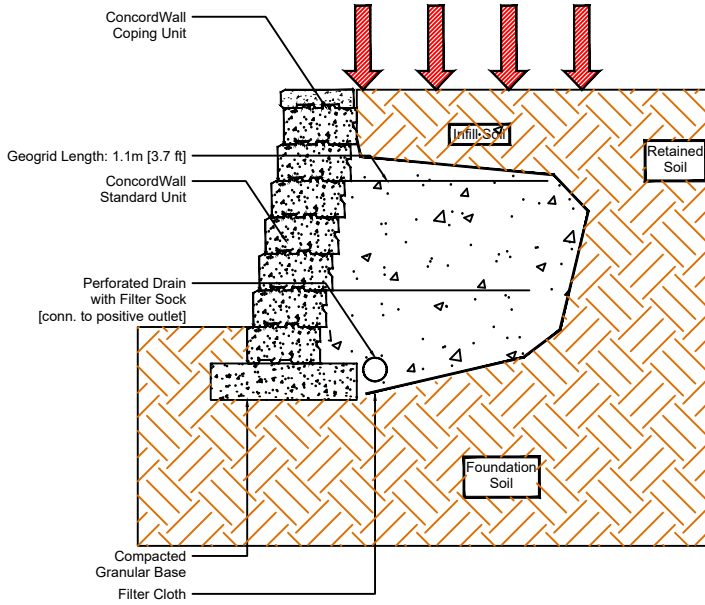 ConcordWall
Coping Unit
Infill Soil
Retained
Soil
Geogrid Length: 1.1m [3.7 ft]
ConcordWall
Standard Unit
Perforated Drain
with Filter Sock
[conn. to positive outlet]
Foundation
Soil
Compacted
Granular Base
Filter Cloth